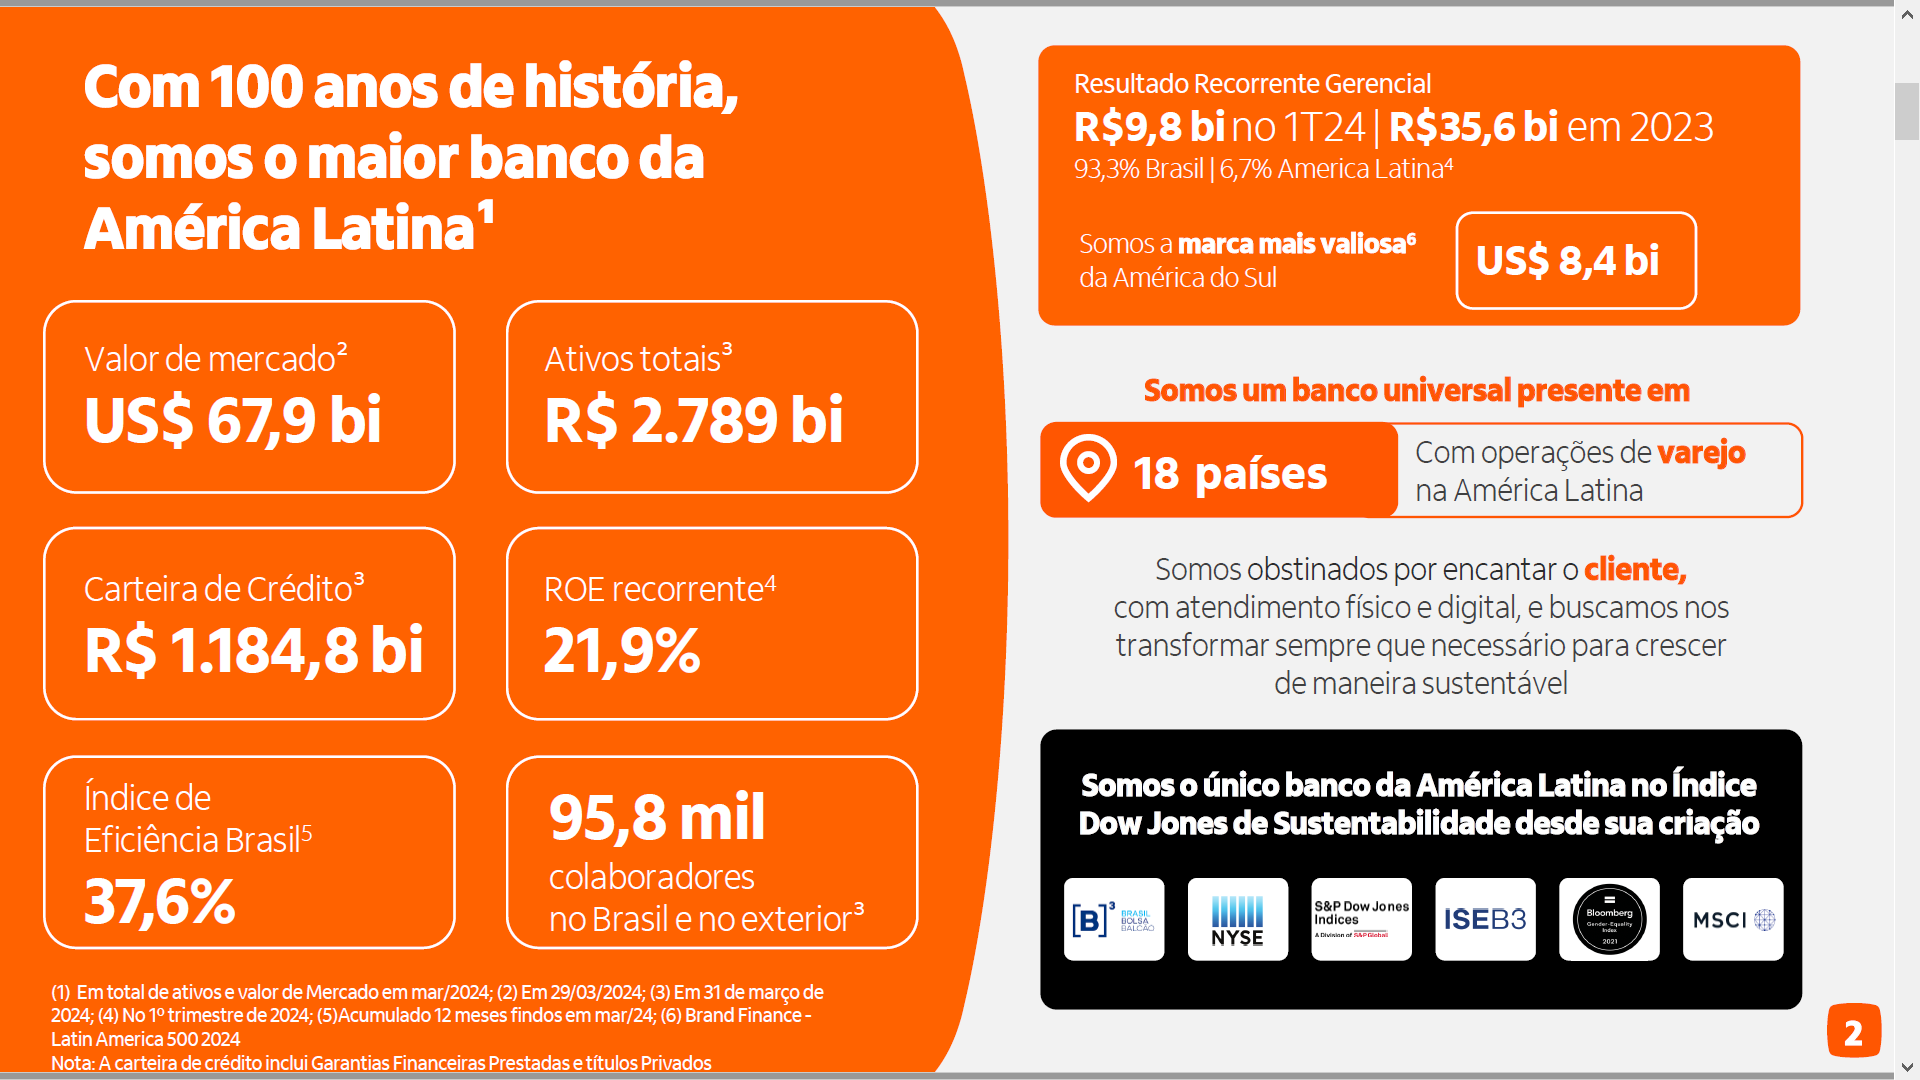 Com 100 anos de história,
somos o maior banco da
América Latina¹
Valor de mercado²
US$ 67,9 bi
Ativos totais³
R$ 2.789 bi
Carteira de Crédito³
R$ 1.184,8 bi
ROE recorrente⁴
21,9%
Índice de
Eficiência Brasil⁵
37,6%
95,8 mil
colaboradores
no Brasil e no exterior³
(1) Em total de ativos e valor de Mercado em mar/2024; (2) Em 29/03/2024; (3) Em 31 de março de
2024; (4) No 1º trimestre de 2024; (5)Acumulado 12 meses findos em mar/24; (6) Brand Finance -
Latin America 500 2024
Nota: A carteira de crédito inclui Garantias Financeiras Prestadas e títulos Privados
Resultado Recorrente Gerencial
R$9,8 bi no 1T24 | R$35,6 bi em 2023
93,3% Brasil | 6,7% America Latina⁴
Somos a marca mais valiosa⁶
da América do Sul
US$ 8,4 bi
Somos um banco universal presente em
18 países
Com operações de varejo
na América Latina
Somos obstinados por encantar o cliente,
com atendimento físico e digital, e buscamos nos
transformar sempre que necessário para crescer
de maneira sustentável
Somos o único banco da América Latina no Índice
Dow Jones de Sustentabilidade desde sua criação
[B]³
BRASIL
BOLSA
BALCÃO
NYSE
S&P Dow Jones
Indices
A Division of S&P Global
ISEB3
Bloomberg
Gender-Equality
Index
2021
MSCI
2